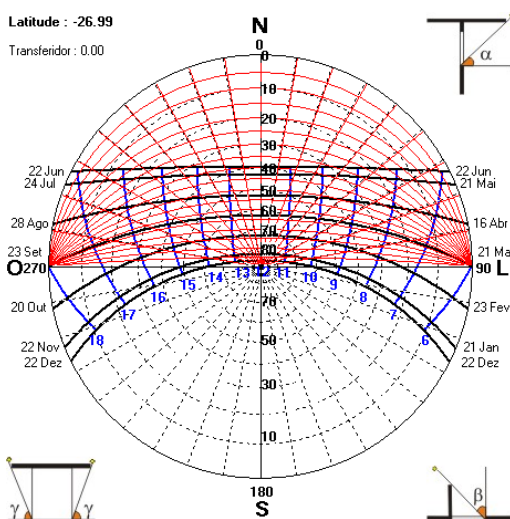 Latitude : -26.99
Transferidor : 0.00
N
0
0
10
20
30
40
50
60
70
80
22 Jun
24 Jul
28 Ago
23 Set
O 270
20 Out
22 Nov
22 Dez
22 Jun
21 Mai
16 Abr
21 Ma
90 L
23 Fev
21 Jan
22 Dez
18
17
16
15
14
13
11
10
9
8
7
6
70
50
30
10
180
S
α
β
γ γ